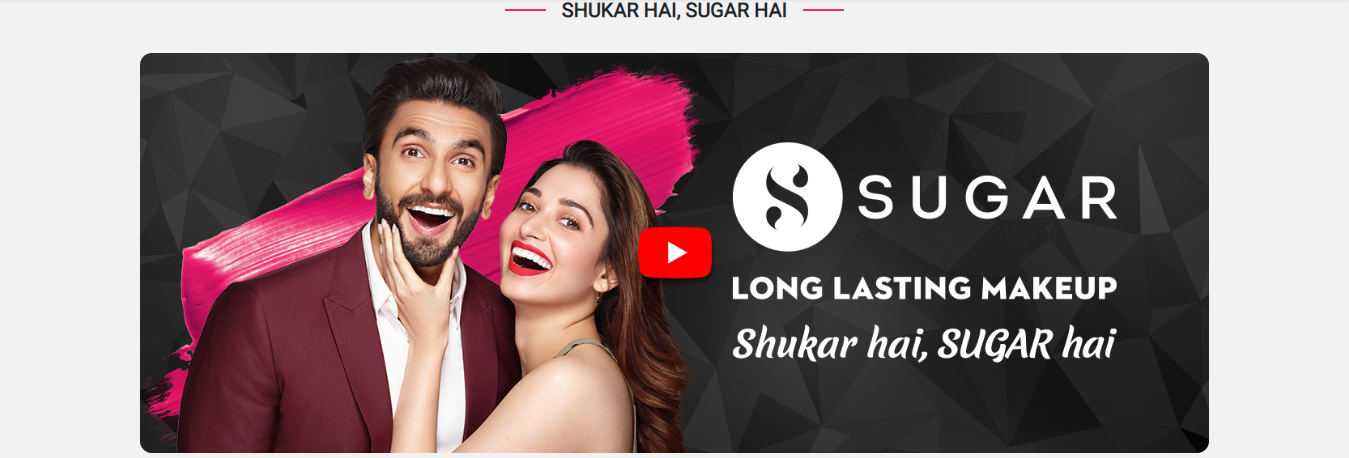 SHUKAR HAI, SUGAR HAI
SUGAR
LONG LASTING MAKEUP
Shukar hai, SUGAR hai